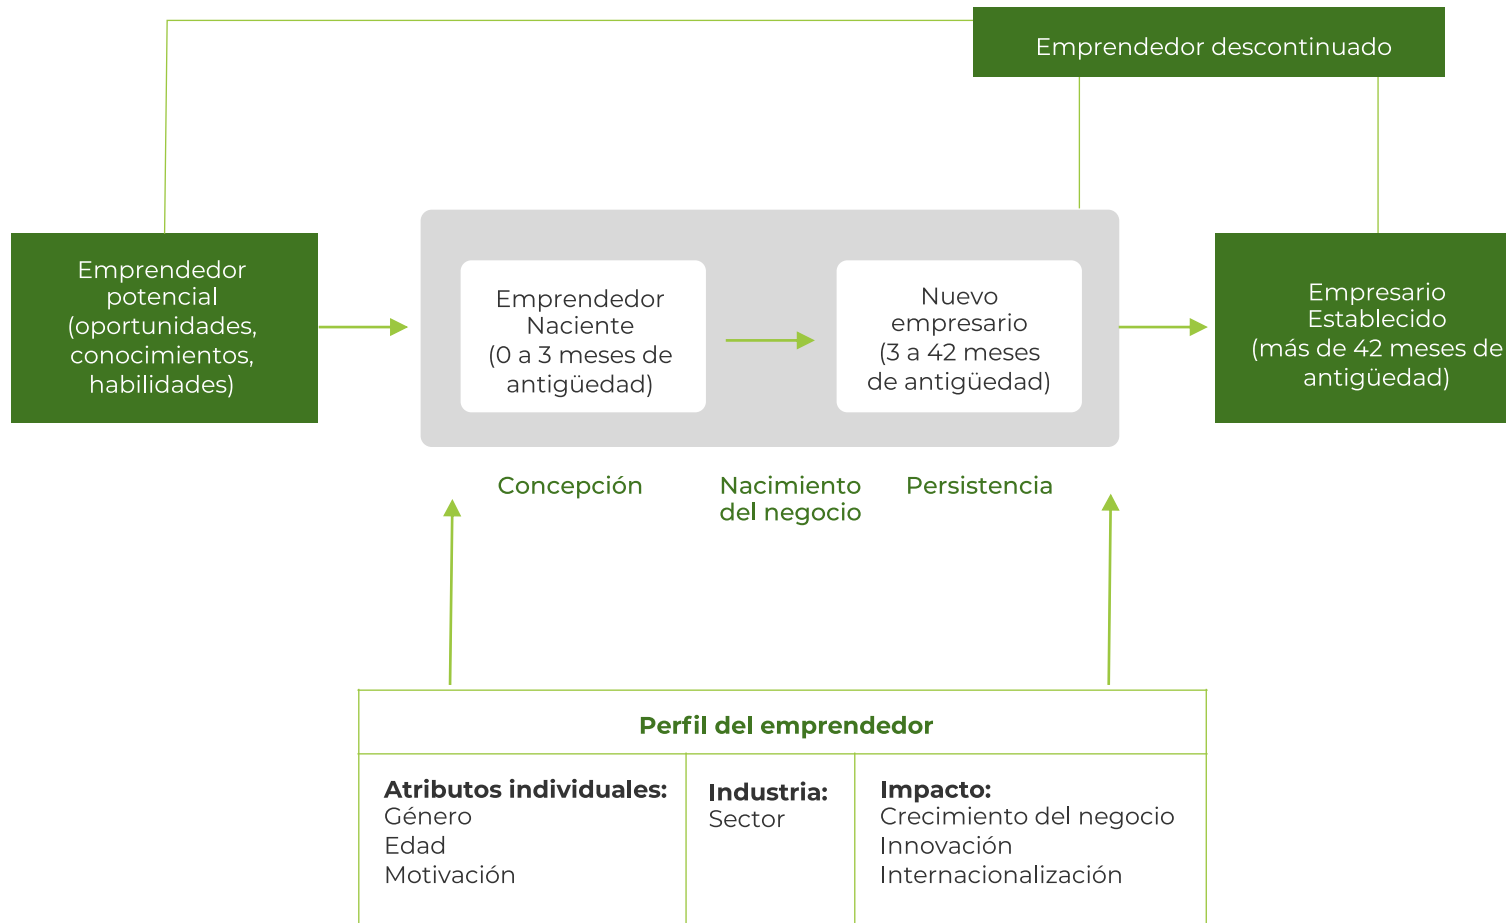 Emprendedor descontinuado
Emprendedor
potencial
(oportunidades,
conocimientos,
habilidades)
Emprendedor
Naciente
(0 a 3 meses de
antigüedad)
Nuevo
empresario
(3 a 42 meses
de antigüedad)
Empresario
Establecido
(más de 42 meses de
antigüedad)
Concepción
Nacimiento
del negocio
Persistencia
Perfil del emprendedor
Atributos individuales:
Género
Edad
Motivación
Industria:
Sector
Impacto:
Crecimiento del negocio
Innovación
Internacionalización